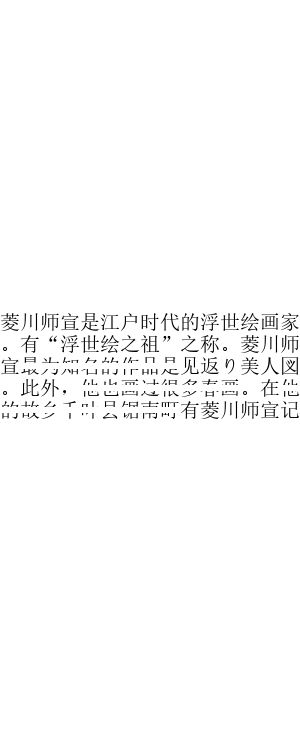 菱川师宣是江户时代的浮世绘画家
。有“浮世绘之祖”之称。菱川师
宣最为知名的作品是见返り美人図
。此外，他也画过很多春画。在他
的故乡千叶县锯南町有菱川师宣记